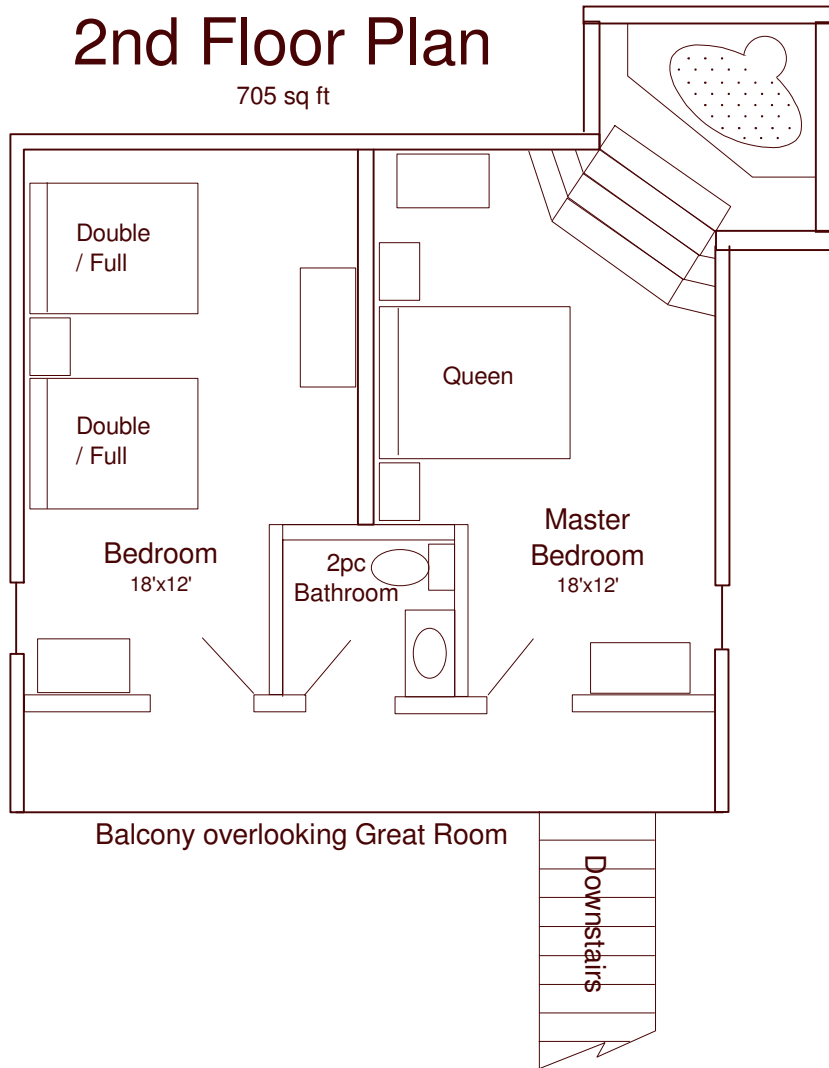 2nd Floor Plan
705 sq ft
Double
/ Full
Double
/ Full
Queen
Bedroom
18'x12'
2pc
Bathroom
Master
Bedroom
18'x12'
Balcony overlooking Great Room
Downstairs